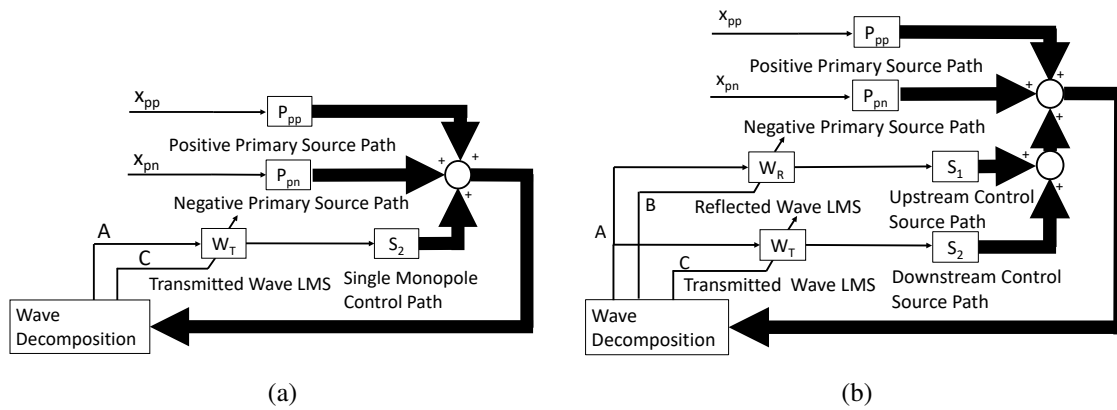 x_pp
P_pp
Positive Primary Source Path
x_pn
P_pn
+
+
+
Negative Primary Source Path
A
W_T
S_2
C
Transmitted Wave LMS
Single Monopole
Control Path
Wave
Decomposition
(a)
x_pp
P_pp
Positive Primary Source Path
x_pn
P_pn
+
+
+
Negative Primary Source Path
W_R
S_1
+
+
B
Reflected Wave LMS
Upstream Control
Source Path
A
W_T
S_2
C
Transmitted Wave LMS
Downstream Control
Source Path
Wave
Decomposition
(b)